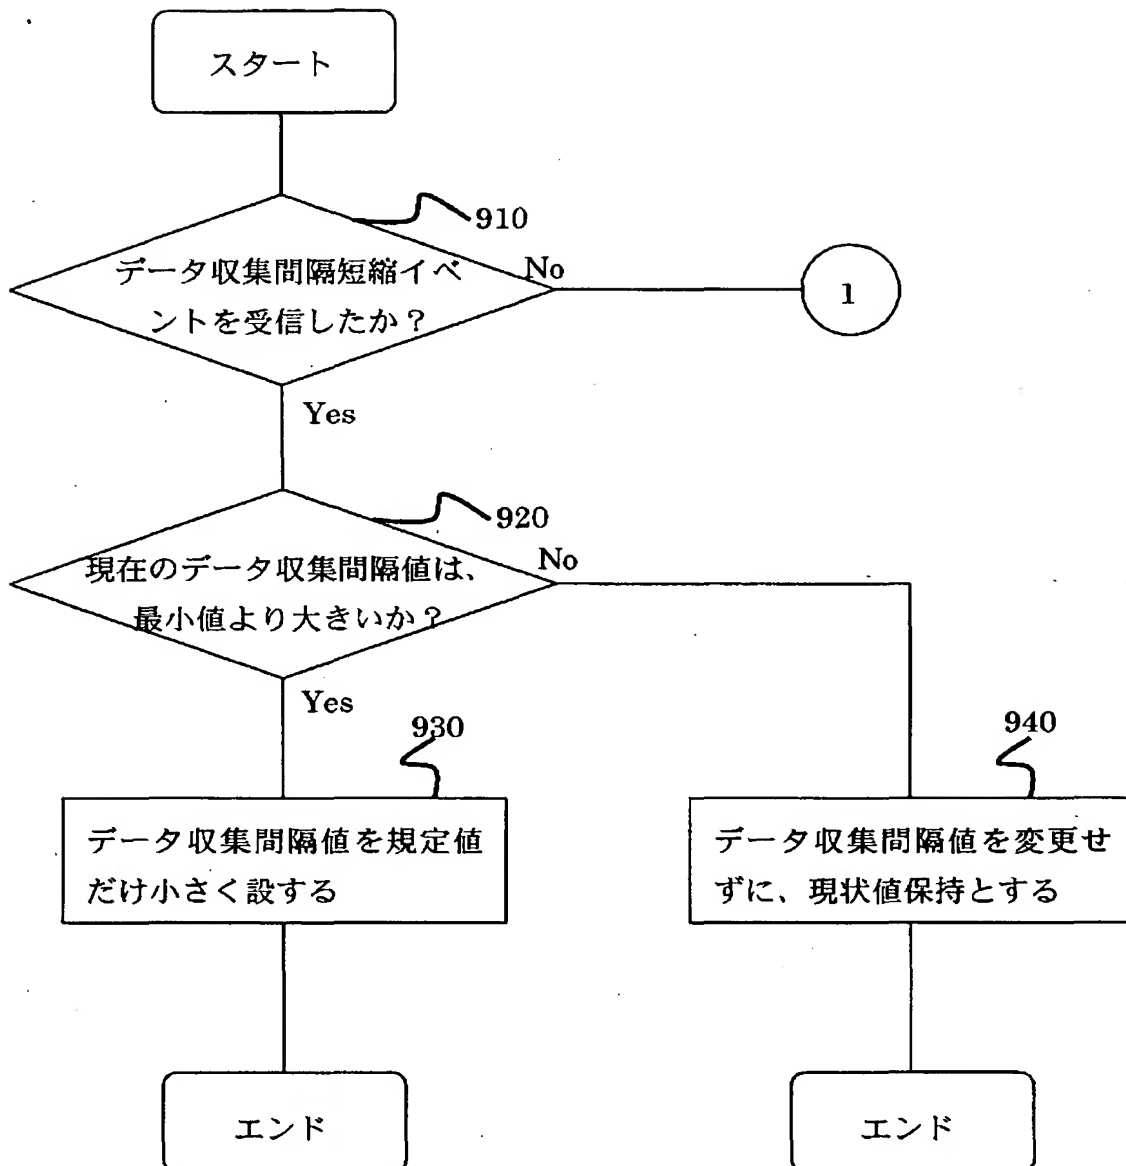 スタート
910
データ収集間隔短縮イベ
ントを受信したか？
No
1
Yes
920
現在のデータ収集間隔値は、
最小値より大きいか？
No
Yes
930
データ収集間隔値を規定値
だけ小さく設する
940
データ収集間隔値を変更せ
ずに、現状値保持とする
エンド
エンド